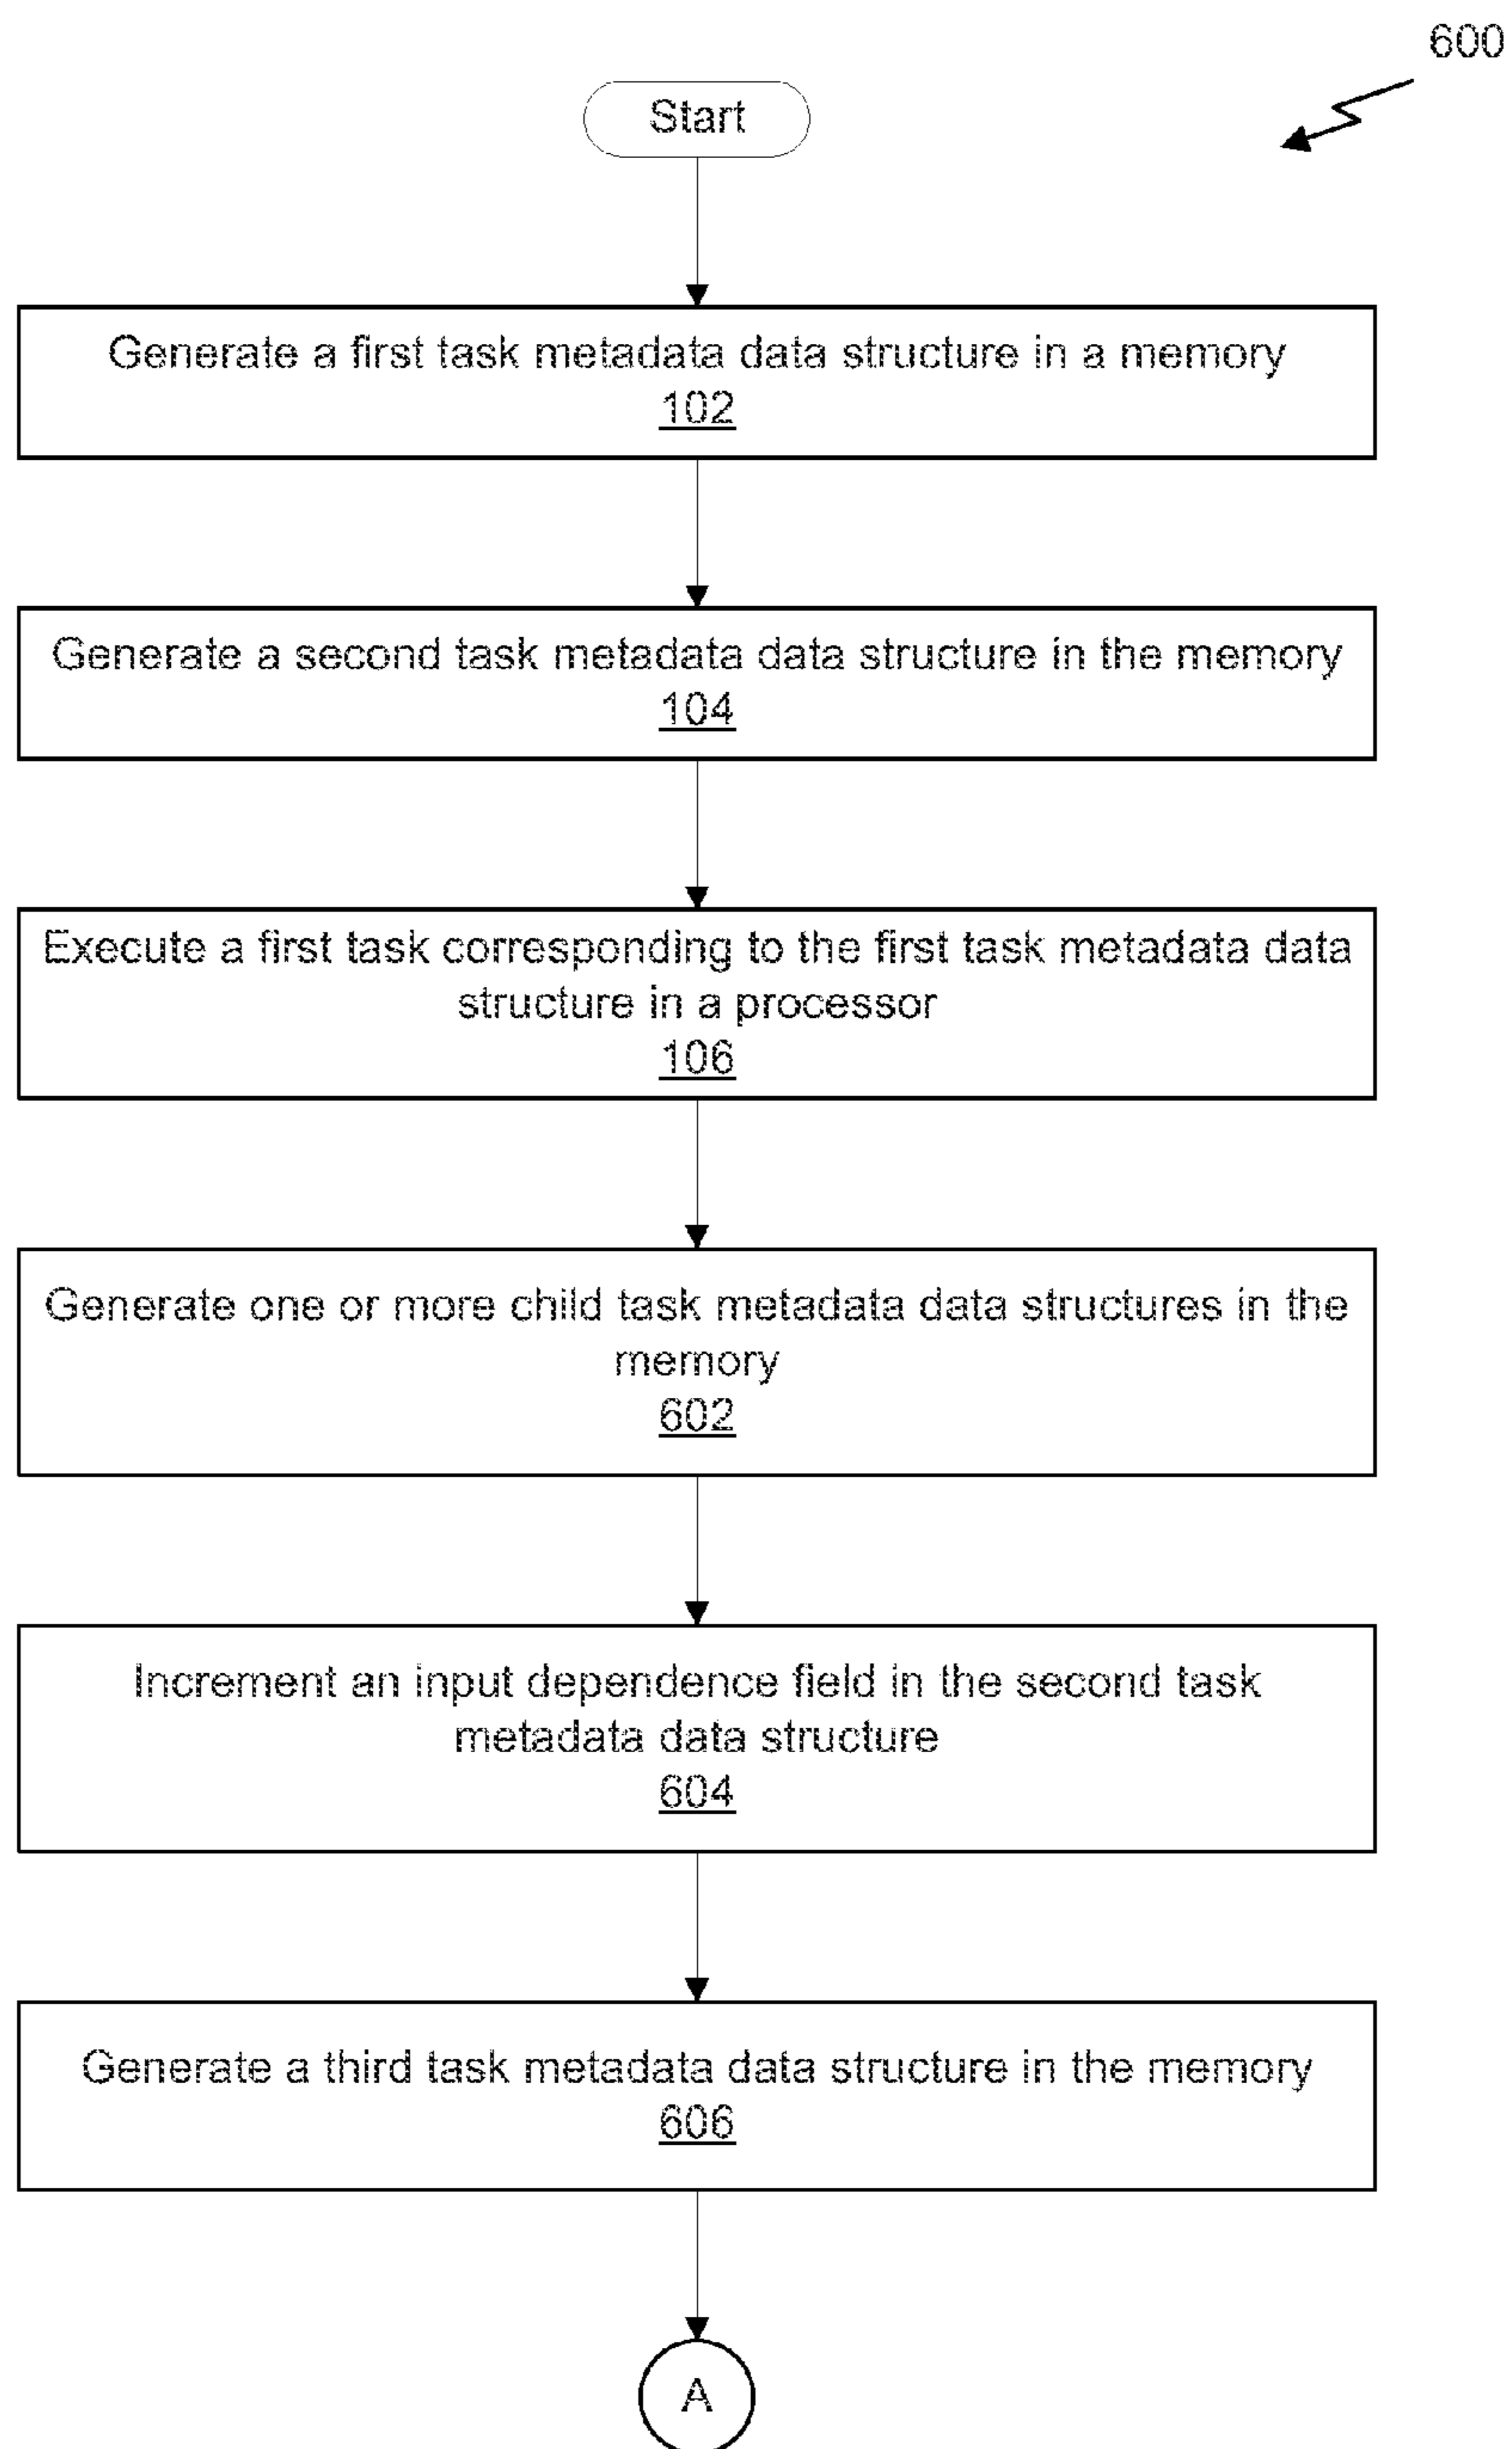 600
Start
Generate a first task metadata data structure in a memory
102
Generate a second task metadata data structure in the memory
104
Execute a first task corresponding to the first task metadata data
structure in a processor
106
Generate one or more child task metadata data structures in the
memory
602
Increment an input dependence field in the second task
metadata data structure
604
Generate a third task metadata data structure in the memory
606
A